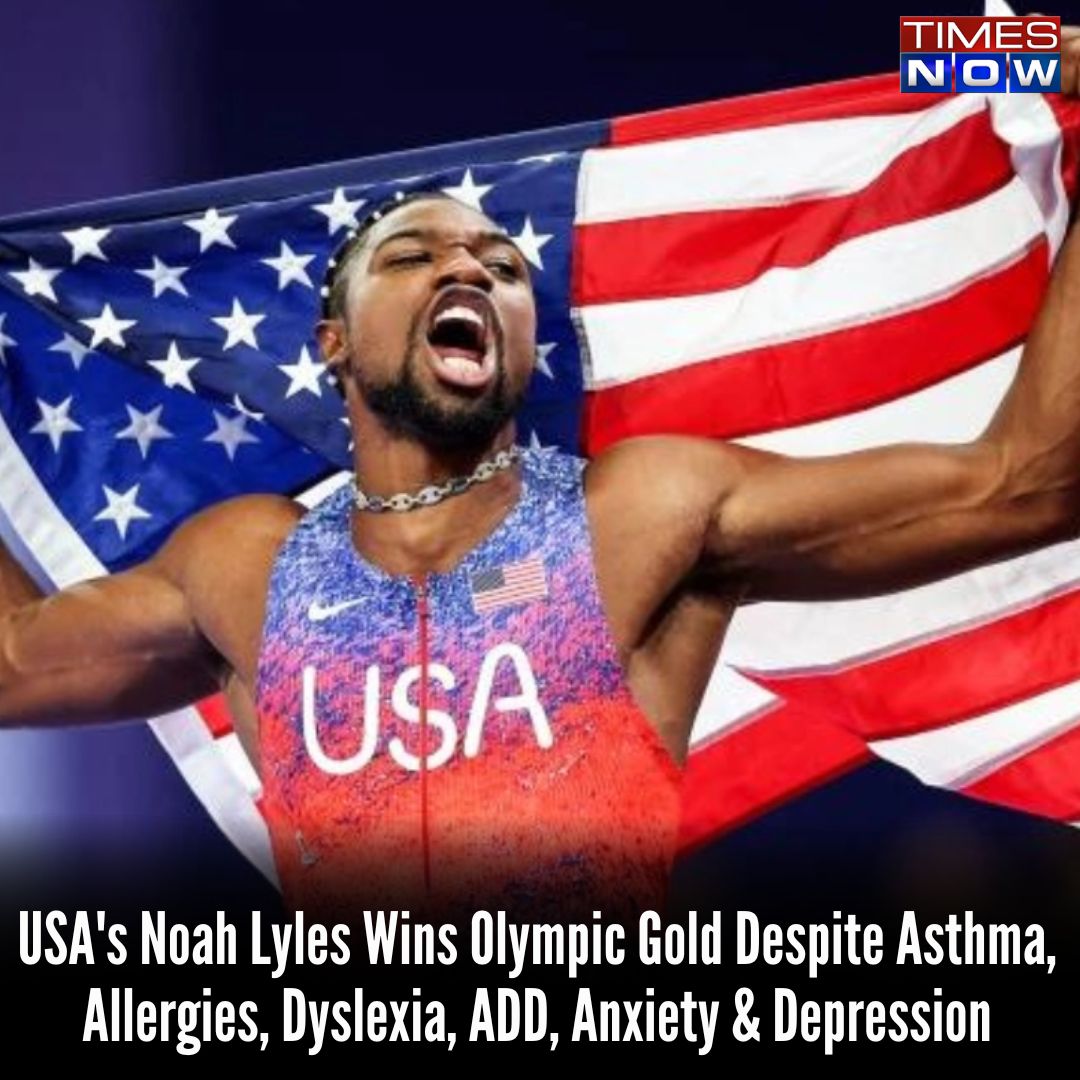 TIMES
NOW
USA
USA's Noah Lyles Wins Olympic Gold Despite Asthma,
Allergies, Dyslexia, ADD, Anxiety & Depression